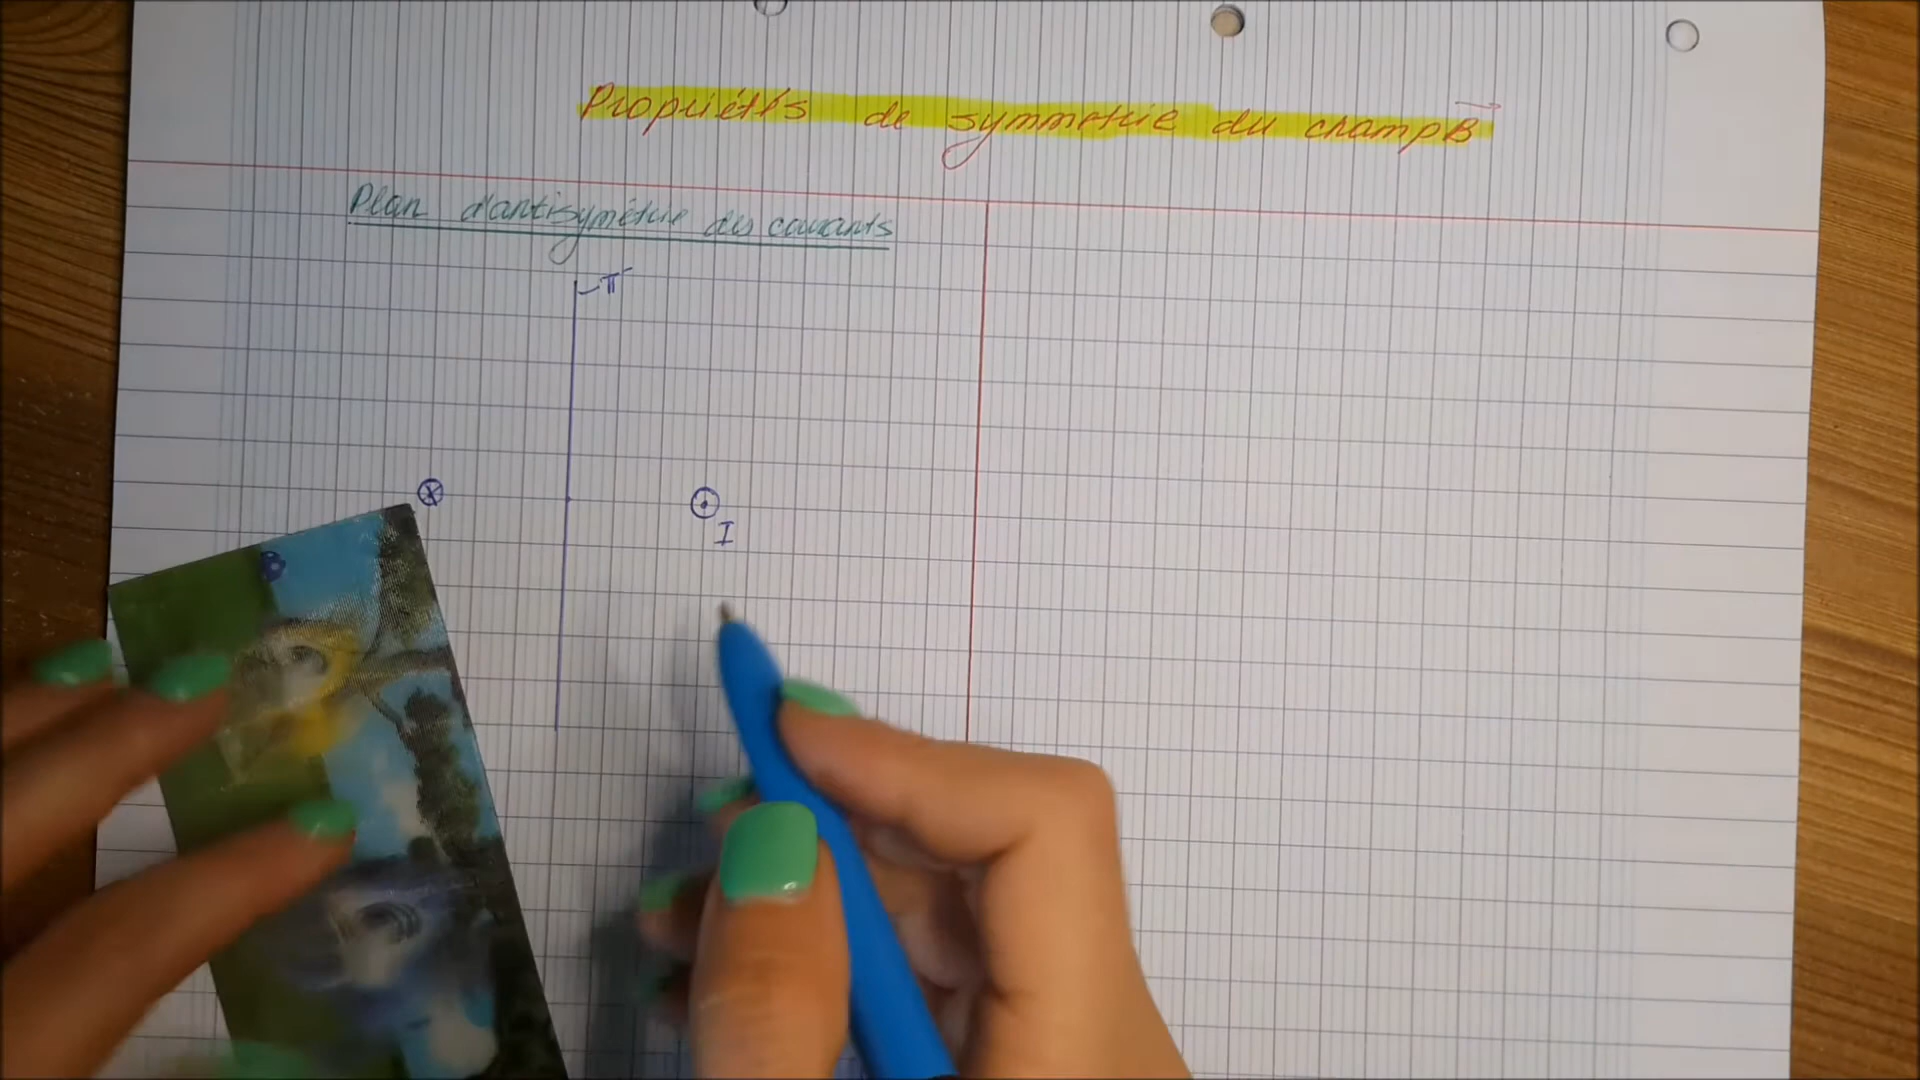 Propriétés de symmetrie du champ B
Plan d'antisymétrie des courants
π
I